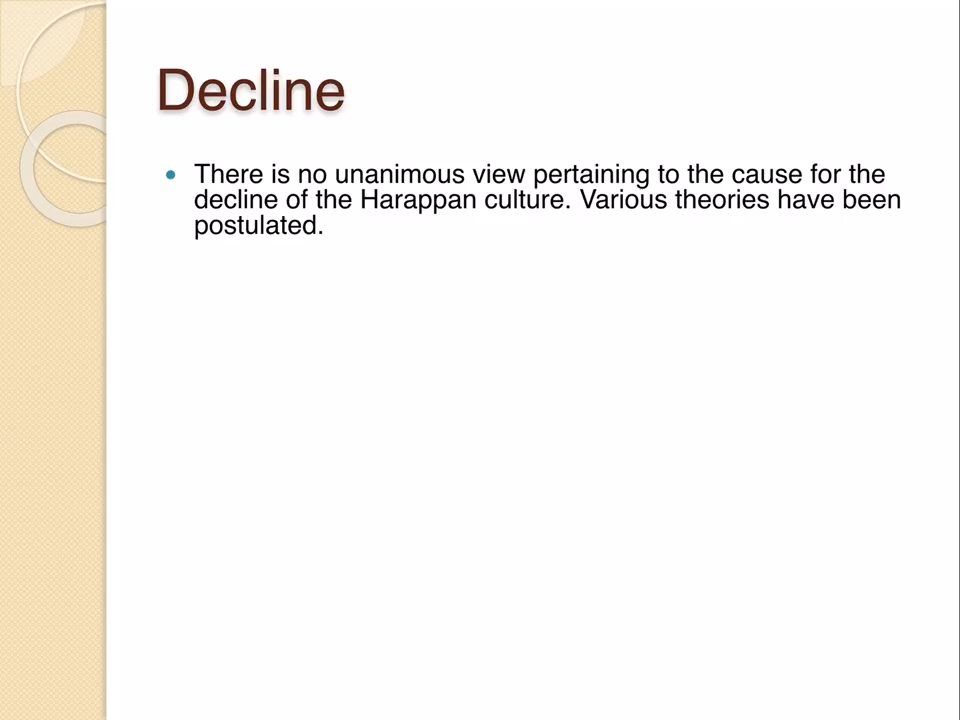 Decline
There is no unanimous view pertaining to the cause for the
decline of the Harappan culture. Various theories have been
postulated.